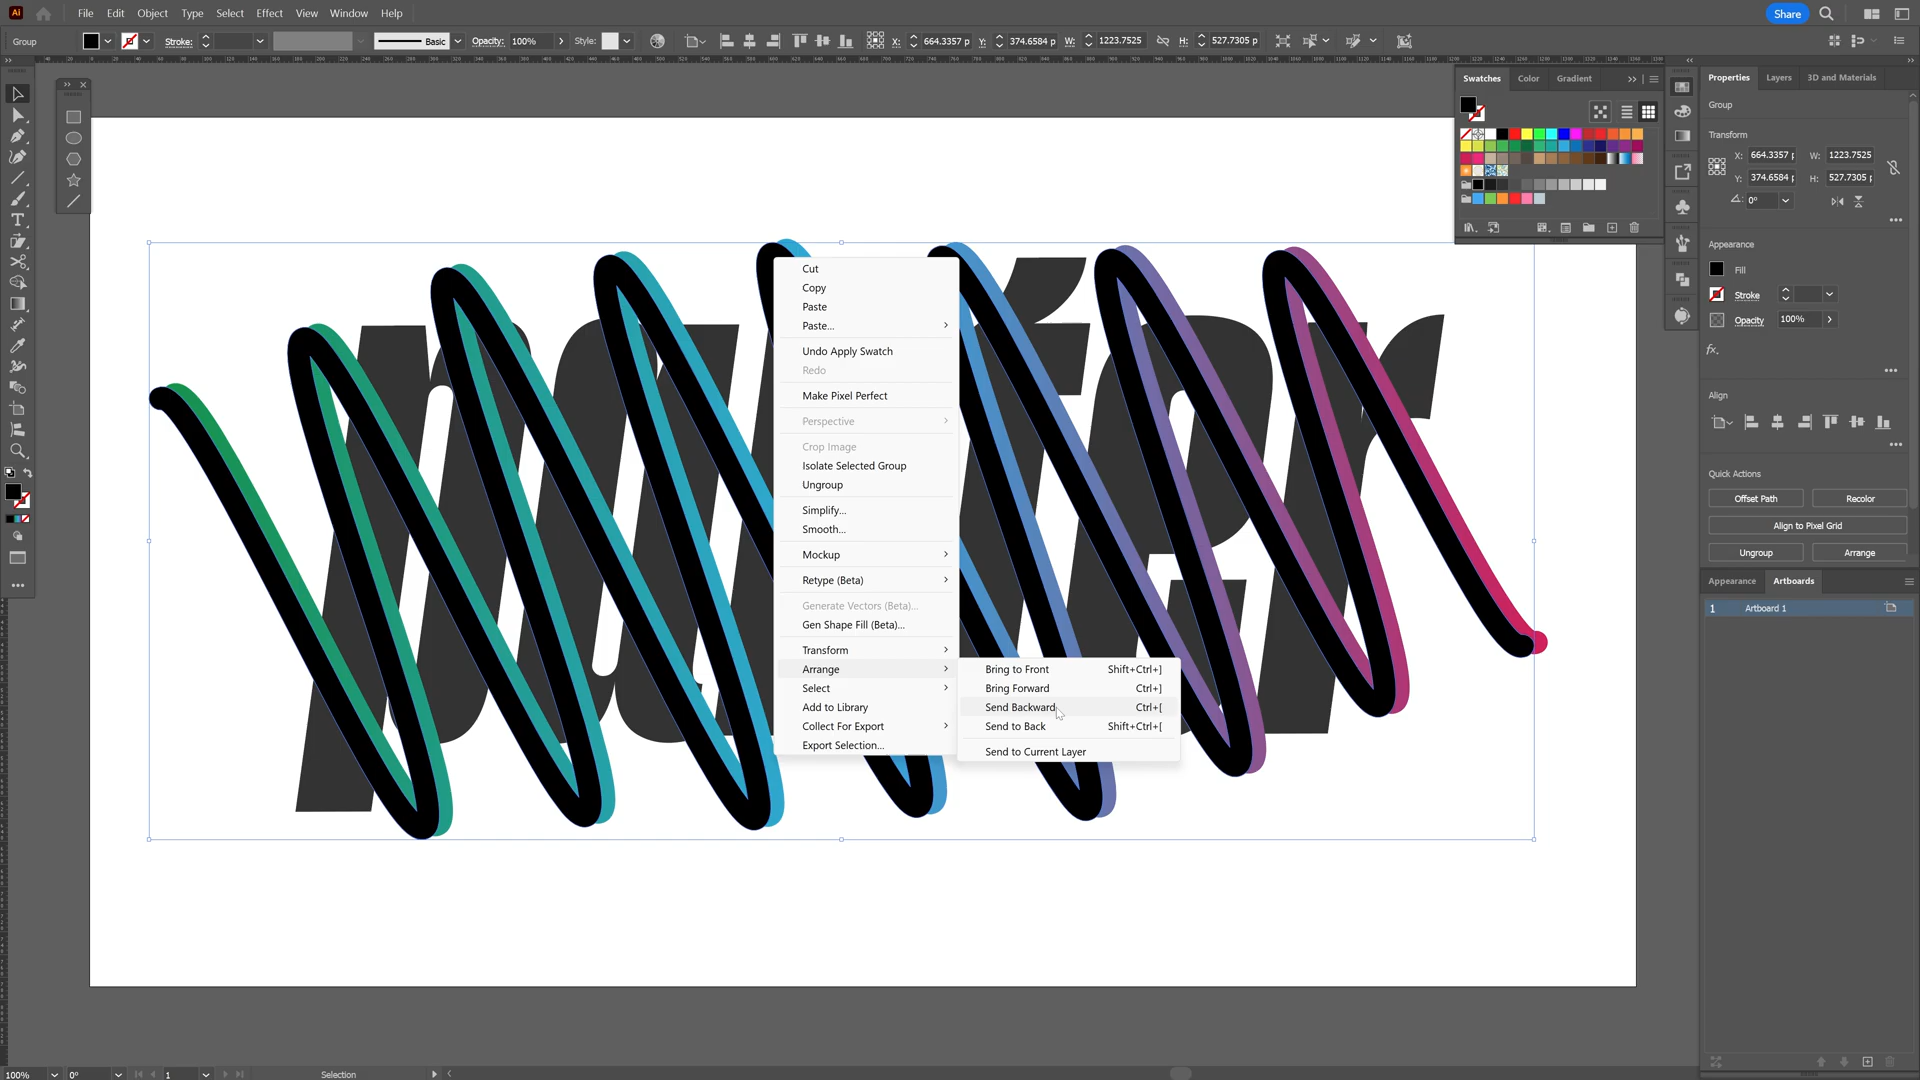 Ai File Edit Object Type Select Effect View Window Help Share
Group Stroke: Basic Opacity: 100% Style: X: 664.3357 p Y: 374.6584 p W: 1223.7525 H: 527.7305 p
Swatches Color Gradient
Properties Layers 3D and Materials
Group
Transform
X: 664.3357 p W: 1223.7525
Y: 374.6584 p H: 527.7305 p
0°
Appearance
Fill
Stroke
Opacity 100%
fx.
Align
Quick Actions
Offset Path Recolor
Align to Pixel Grid
Ungroup Arrange
Appearance Artboards
1 Artboard 1
Cut
Copy
Paste
Paste...
Undo Apply Swatch
Redo
Make Pixel Perfect
Perspective
Crop Image
Isolate Selected Group
Ungroup
Simplify...
Smooth...
Mockup
Retype (Beta)
Generate Vectors (Beta)...
Gen Shape Fill (Beta)...
Transform
Arrange
Select
Add to Library
Collect For Export
Export Selection...
Bring to Front Shift+Ctrl+]
Bring Forward Ctrl+]
Send Backward Ctrl+[
Send to Back Shift+Ctrl+[
Send to Current Layer
100% 0° 1 Selection